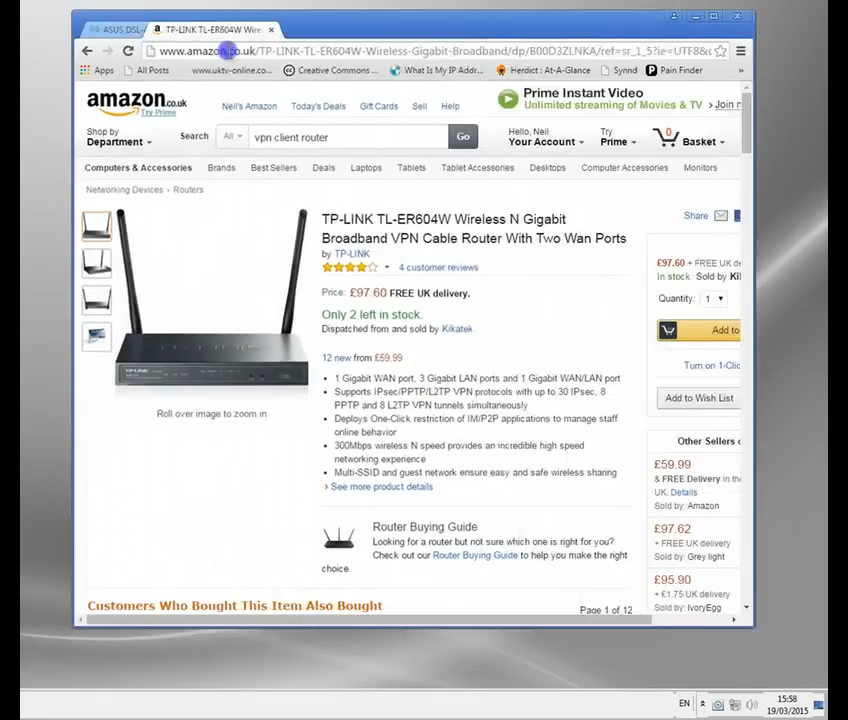 ASUS DSL-
TP-LINK TL-ER604W Wire
www.amazon.co.uk/TP-LINK-TL-ER604W-Wireless-Gigabit-Broadband/dp/B00D3ZLNKA/ref=sr_1_5?ie=UTF8&
Apps All Posts www.uktv-online.co... Creative Commons ... What Is My IP Addr... Herdict : At-A-Glance Synnd Pain Finder »
amazon.co.uk
Try Prime
Neil's Amazon Today's Deals Gift Cards Sell Help
Prime Instant Video
Unlimited streaming of Movies & TV › Join n
Shop by
Department
Search All vpn client router Go
Hello, Neil
Your Account
Try
Prime
0
Basket
Computers & Accessories Brands Best Sellers Deals Laptops Tablets Tablet Accessories Desktops Computer Accessories Monitors
Networking Devices › Routers
TP-LINK TL-ER604W Wireless N Gigabit
Broadband VPN Cable Router With Two Wan Ports
by TP-LINK
4 customer reviews
Price: £97.60 FREE UK delivery.
Only 2 left in stock.
Dispatched from and sold by Kikatek.
12 new from £59.99
• 1 Gigabit WAN port, 3 Gigabit LAN ports and 1 Gigabit WAN/LAN port
• Supports IPsec/PPTP/L2TP VPN protocols with up to 30 IPsec, 8
PPTP and 8 L2TP VPN tunnels simultaneously
• Deploys One-Click restriction of IM/P2P applications to manage staff
online behavior
• 300Mbps wireless N speed provides an incredible high speed
networking experience
• Multi-SSID and guest network ensure easy and safe wireless sharing
› See more product details
TP-LINK
Roll over image to zoom in
Router Buying Guide
Looking for a router but not sure which one is right for you?
Check out our Router Buying Guide to help you make the right
choice.
Share
£97.60 + FREE UK de
In stock. Sold by Kik
Quantity: 1
Add to
Turn on 1-Clic
Add to Wish List
Other Sellers o
£59.99
& FREE Delivery in the
UK. Details
Sold by: Amazon
£97.62
+ FREE UK delivery
Sold by: Grey light
£95.90
+ £1.75 UK delivery
Sold by: IvoryEgg
Customers Who Bought This Item Also Bought
Page 1 of 12
EN
15:58
19/03/2015